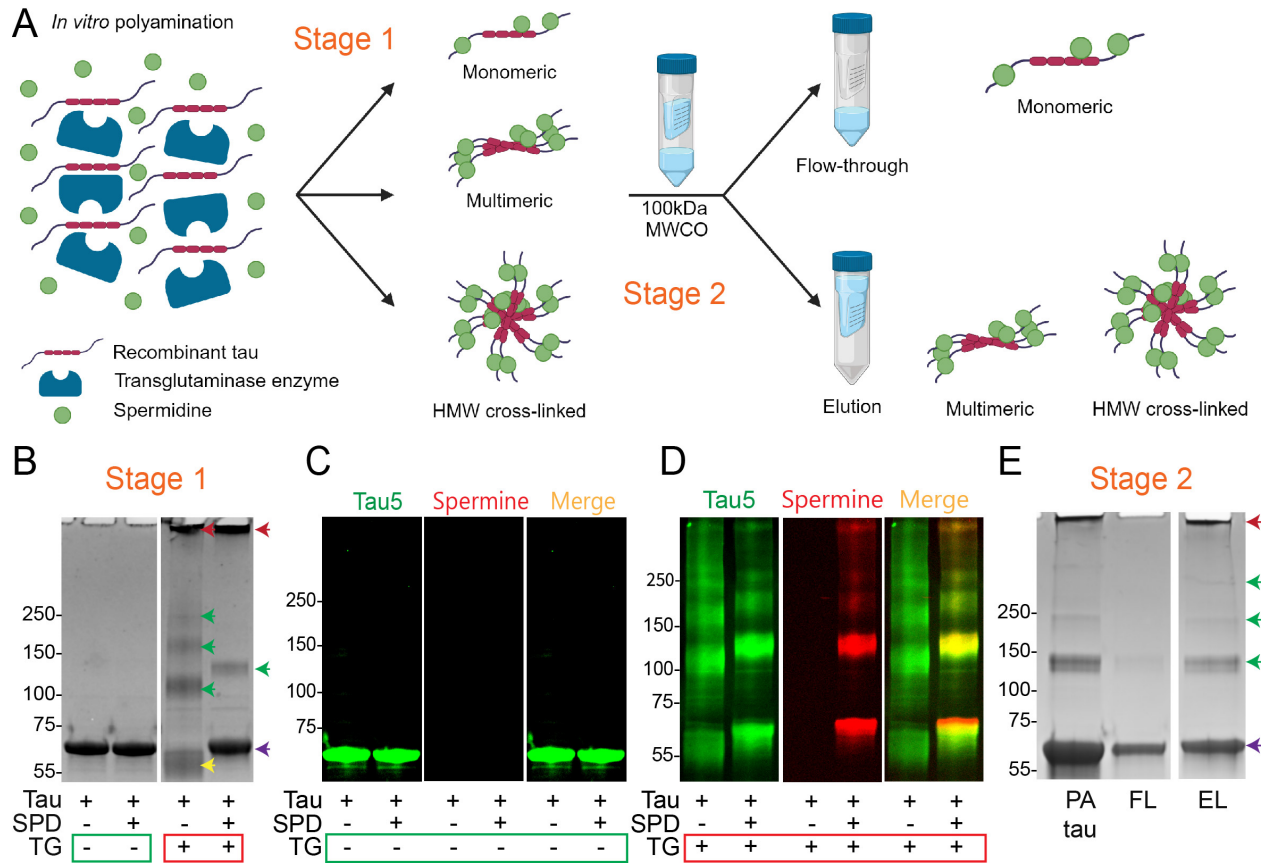 A
In vitro polyamination
Stage 1
Monomeric
Multimeric
HMW cross-linked
Recombinant tau
Transglutaminase enzyme
Spermidine
100kDa
MWCO
Stage 2
Flow-through
Monomeric
Elution
Multimeric
HMW cross-linked
B
Stage 1
250
150
100
75
55
Tau + + + +
SPD - + - +
TG - - + +
C
Tau5 Spermine Merge
250
150
100
75
55
Tau + + + + + +
SPD - + - + - +
TG - - - - - -
D
Tau5 Spermine Merge
250
150
100
75
55
Tau + + + + + +
SPD - + - + - +
TG + + + + + +
E
Stage 2
250
150
100
75
55
PA
tau
FL
EL